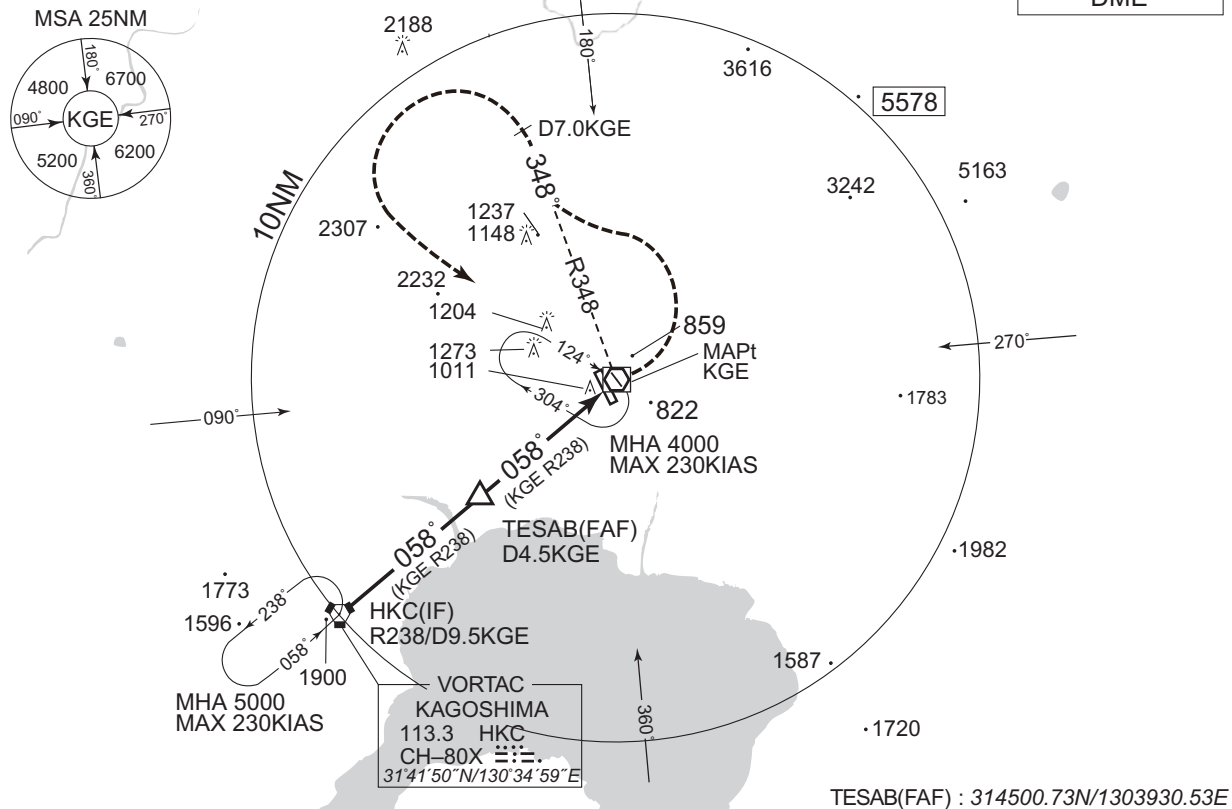 DME
MSA 25NM
180°
4800
6700
090°
KGE
270°
5200
6200
360°
2188
180°
3616
5578
D7.0KGE
348°
10NM
3242
5163
1237
1148
2307
R348
2232
1204
859
1273
1011
124°
MAPt
KGE
270°
304°
822
1783
090°
MHA 4000
MAX 230KIAS
058°
(KGE R238)
TESAB(FAF)
D4.5KGE
058°
(KGE R238)
1982
1773
238°
1596
HKC(IF)
R238/D9.5KGE
058°
1900
1587
MHA 5000
MAX 230KIAS
VORTAC
KAGOSHIMA
113.3 HKC
CH–80X
31°41′50″N/130°34′59″E
360°
1720
TESAB(FAF) : 314500.73N/1303930.53E